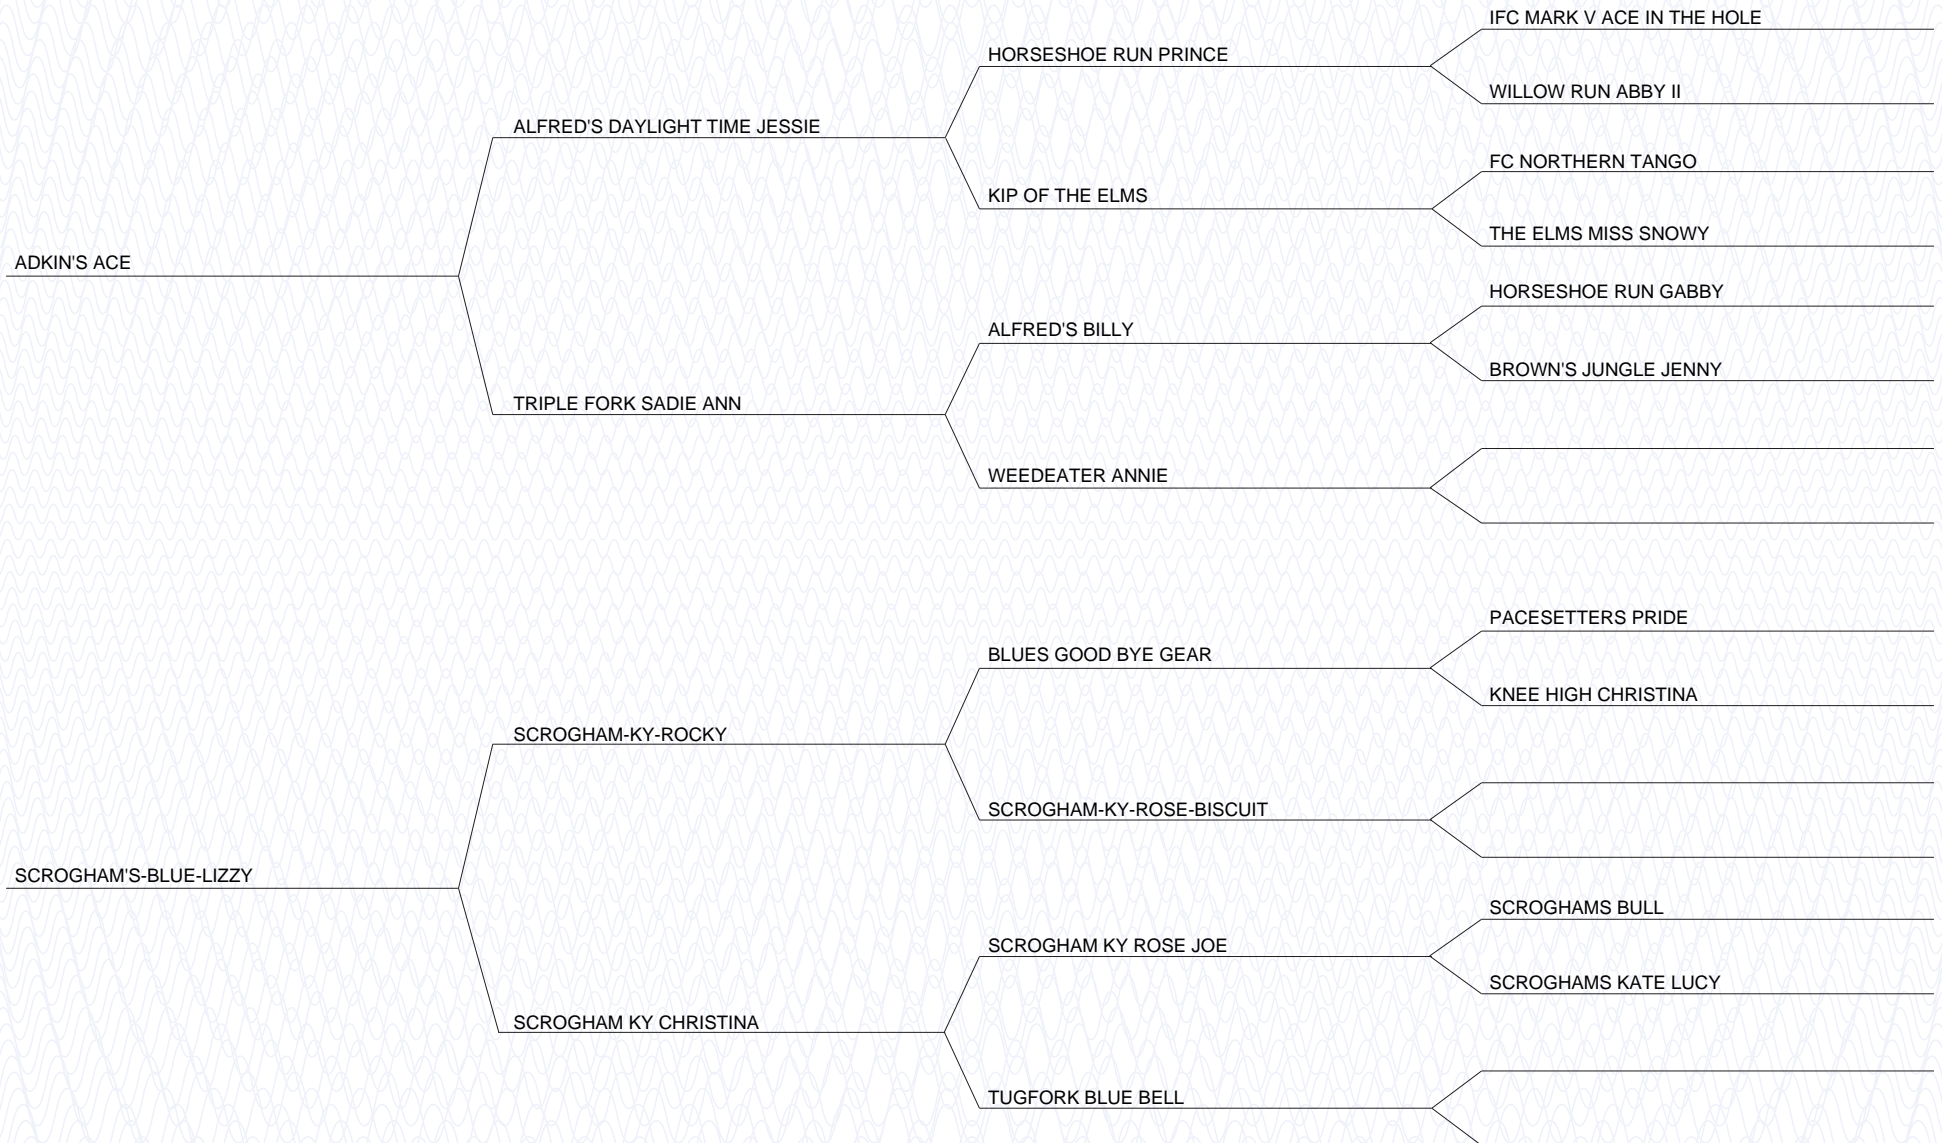 IFC MARK V ACE IN THE HOLE
HORSESHOE RUN PRINCE
WILLOW RUN ABBY II
ALFRED'S DAYLIGHT TIME JESSIE
FC NORTHERN TANGO
KIP OF THE ELMS
THE ELMS MISS SNOWY
ADKIN'S ACE
HORSESHOE RUN GABBY
ALFRED'S BILLY
BROWN'S JUNGLE JENNY
TRIPLE FORK SADIE ANN
WEEDEATER ANNIE
PACESETTERS PRIDE
BLUES GOOD BYE GEAR
KNEE HIGH CHRISTINA
SCROGHAM-KY-ROCKY
SCROGHAM-KY-ROSE-BISCUIT
SCROGHAM'S-BLUE-LIZZY
SCROGHAMS BULL
SCROGHAM KY ROSE JOE
SCROGHAMS KATE LUCY
SCROGHAM KY CHRISTINA
TUGFORK BLUE BELL